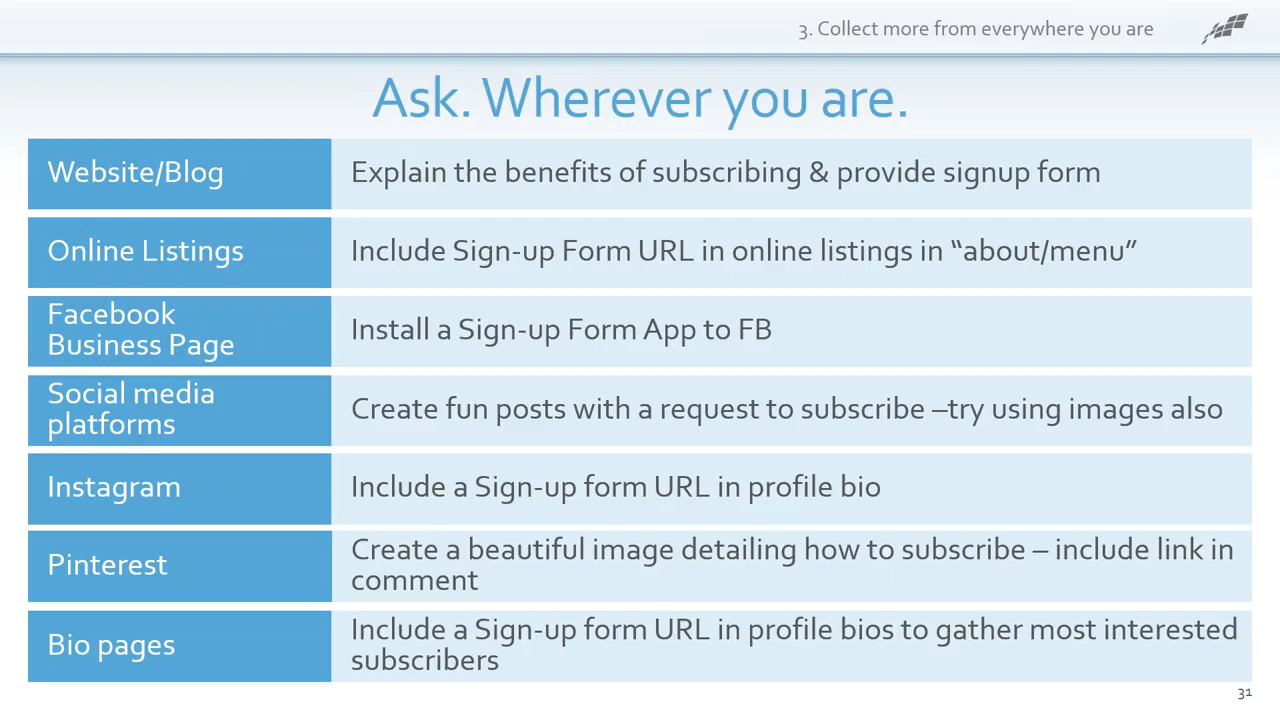 3. Collect more from everywhere you are
Ask. Wherever you are.
Website/Blog
Explain the benefits of subscribing & provide signup form
Online Listings
Include Sign-up Form URL in online listings in “about/menu”
Facebook
Business Page
Install a Sign-up Form App to FB
Social media
platforms
Create fun posts with a request to subscribe –try using images also
Instagram
Include a Sign-up form URL in profile bio
Pinterest
Create a beautiful image detailing how to subscribe – include link in
comment
Bio pages
Include a Sign-up form URL in profile bios to gather most interested
subscribers
31